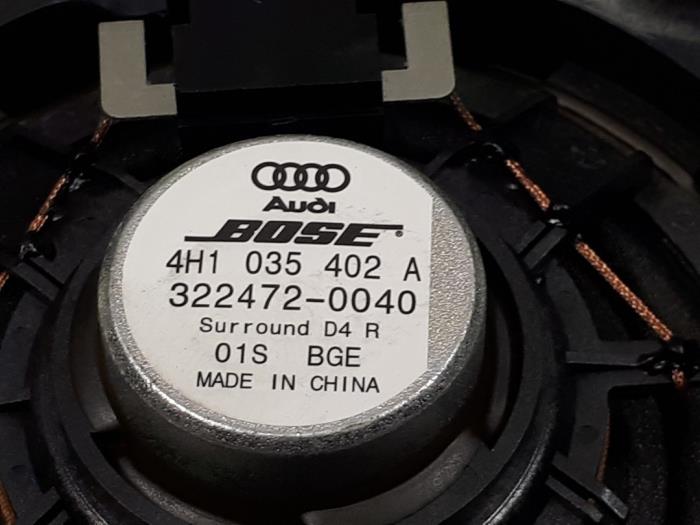 Audi
BOSE®
4H1 035 402 A
322472-0040
Surround D4 R
01S BGE
MADE IN CHINA